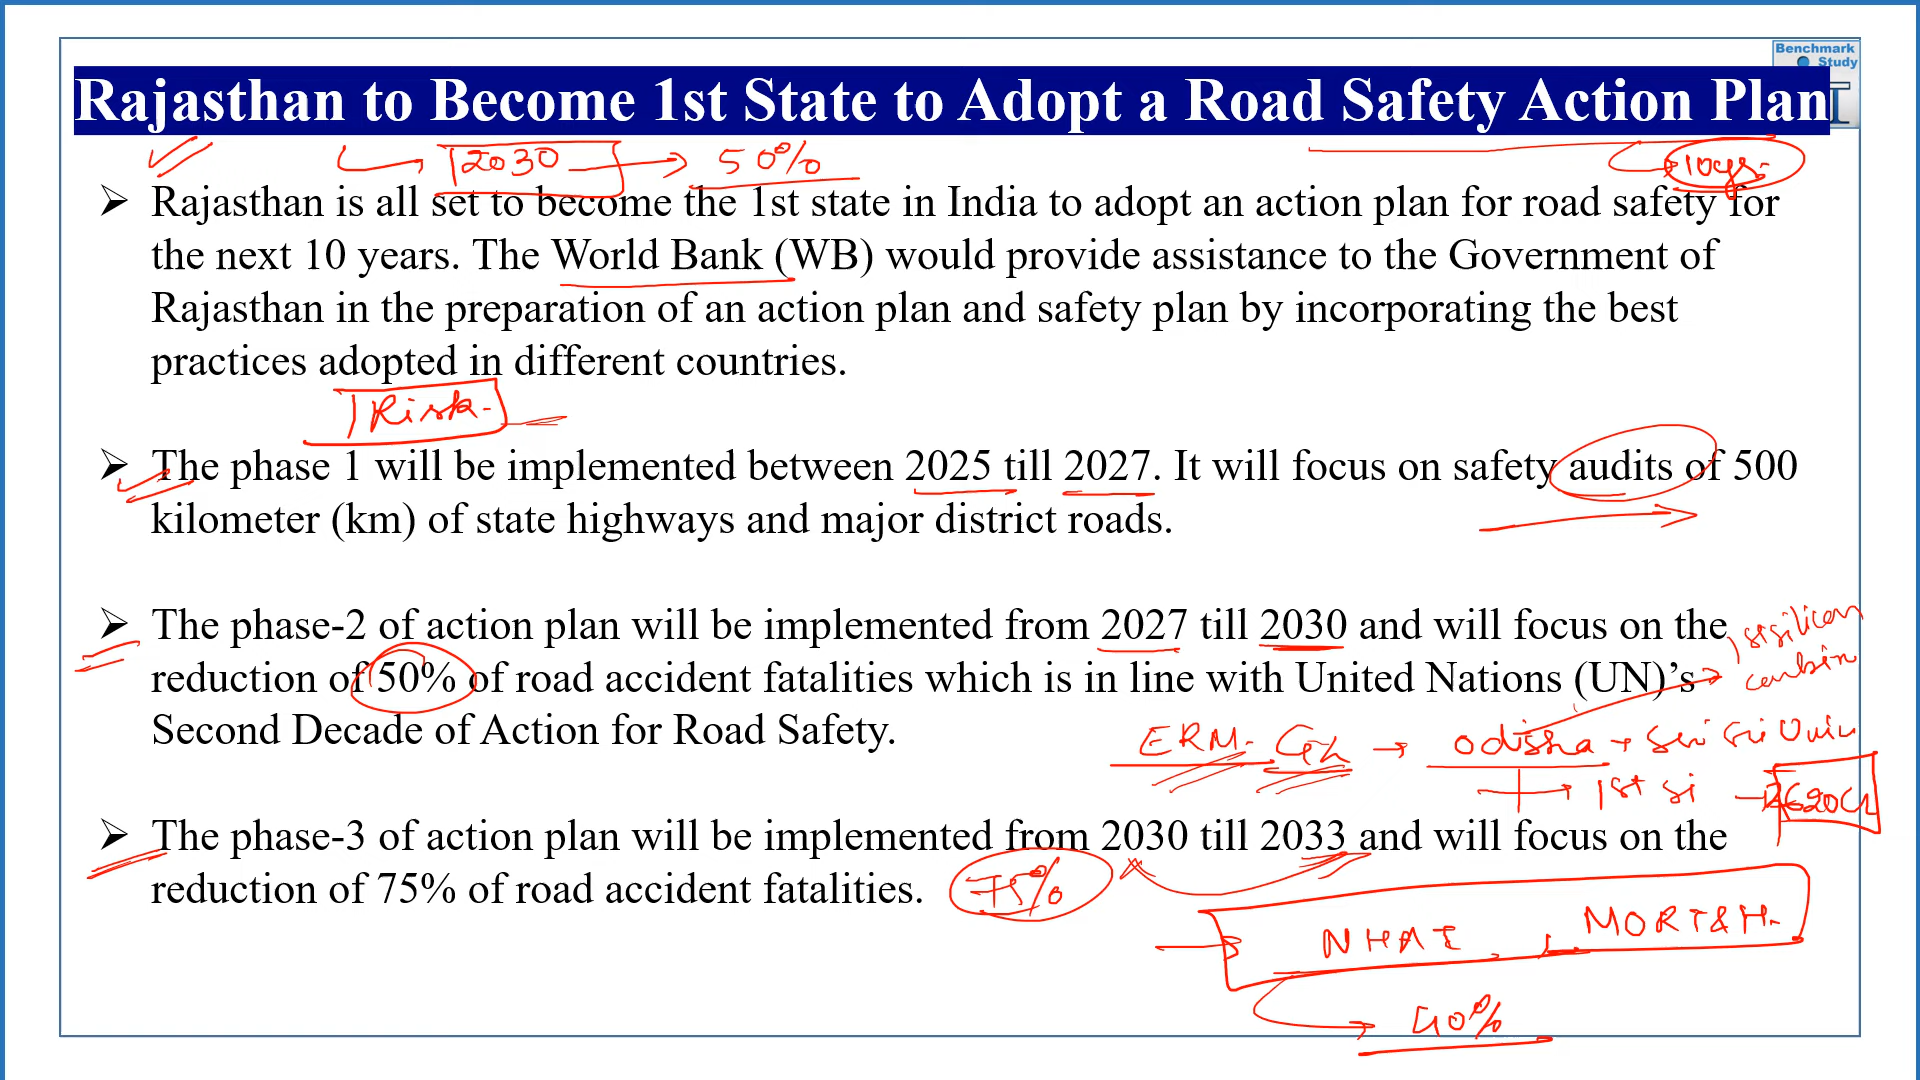 Benchmark
Study
Rajasthan to Become 1st State to Adopt a Road Safety Action Plan
2030 50% 10yrs.
➢ Rajasthan is all set to become the 1st state in India to adopt an action plan for road safety for
the next 10 years. The World Bank (WB) would provide assistance to the Government of
Rajasthan in the preparation of an action plan and safety plan by incorporating the best
practices adopted in different countries.
Risk.
➢ The phase 1 will be implemented between 2025 till 2027. It will focus on safety audits of 500
kilometer (km) of state highways and major district roads.
➢ The phase-2 of action plan will be implemented from 2027 till 2030 and will focus on the
reduction of 50% of road accident fatalities which is in line with United Nations (UN)’s
Second Decade of Action for Road Safety.
1st silicon
carbin
ERM. odisha + sri sri Univ
1st si
➢ The phase-3 of action plan will be implemented from 2030 till 2033 and will focus on the
reduction of 75% of road accident fatalities.
75%
NHAI MORT&H.
40%